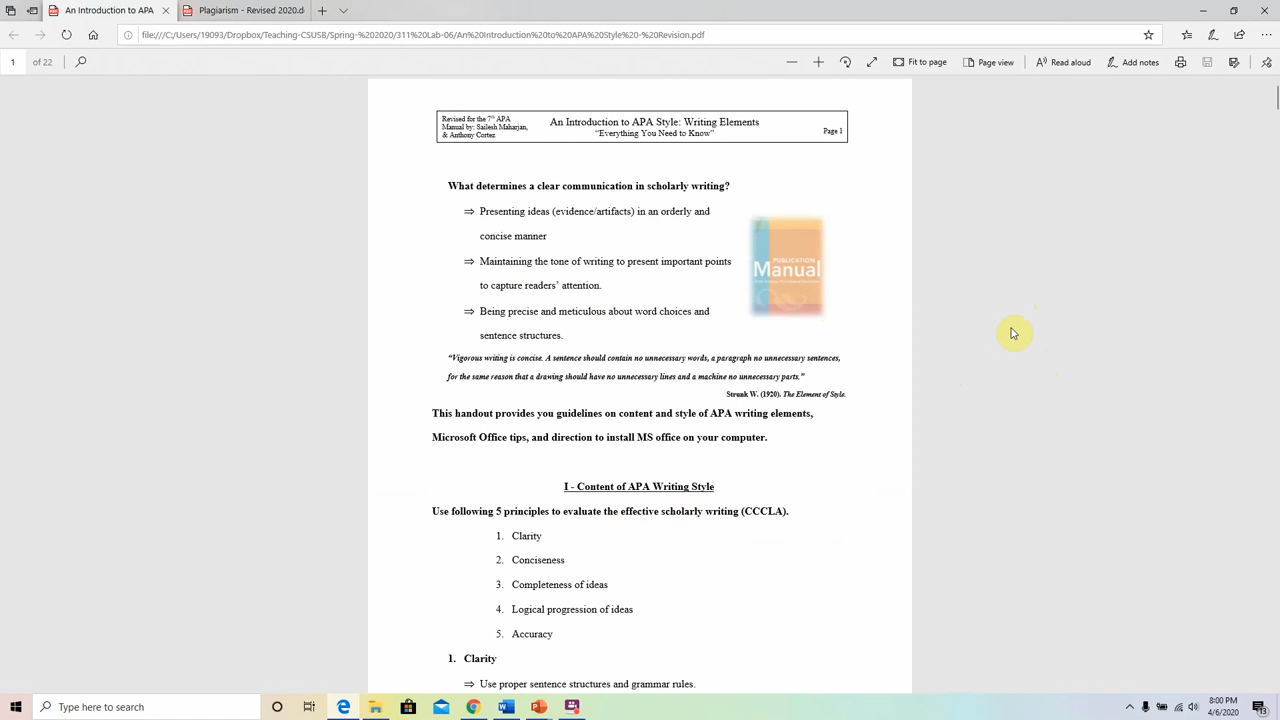 An Introduction to APA
Plagiarism - Revised 2020.d
file:///C:/Users/19093/Dropbox/Teaching-CSUSB/Spring-%202020/311%20Lab-06/An%20Introduction%20to%20APA%20Style%20-%20Revision.pdf
1 of 22 Fit to page Page view Read aloud Add notes
Revised for the 7th APA
Manual by: Sailesh Maharjan,
& Anthony Cortez
An Introduction to APA Style: Writing Elements
“Everything You Need to Know”
Page 1
What determines a clear communication in scholarly writing?
⇒ Presenting ideas (evidence/artifacts) in an orderly and
concise manner
⇒ Maintaining the tone of writing to present important points
to capture readers’ attention.
⇒ Being precise and meticulous about word choices and
sentence structures.
PUBLICATION
Manual
“Vigorous writing is concise. A sentence should contain no unnecessary words, a paragraph no unnecessary sentences,
for the same reason that a drawing should have no unnecessary lines and a machine no unnecessary parts.”
Strunk W. (1920). The Element of Style.
This handout provides you guidelines on content and style of APA writing elements,
Microsoft Office tips, and direction to install MS office on your computer.
I - Content of APA Writing Style
Use following 5 principles to evaluate the effective scholarly writing (CCCLA).
1. Clarity
2. Conciseness
3. Completeness of ideas
4. Logical progression of ideas
5. Accuracy
1. Clarity
⇒ Use proper sentence structures and grammar rules.
Type here to search
8:00 PM
4/6/2020